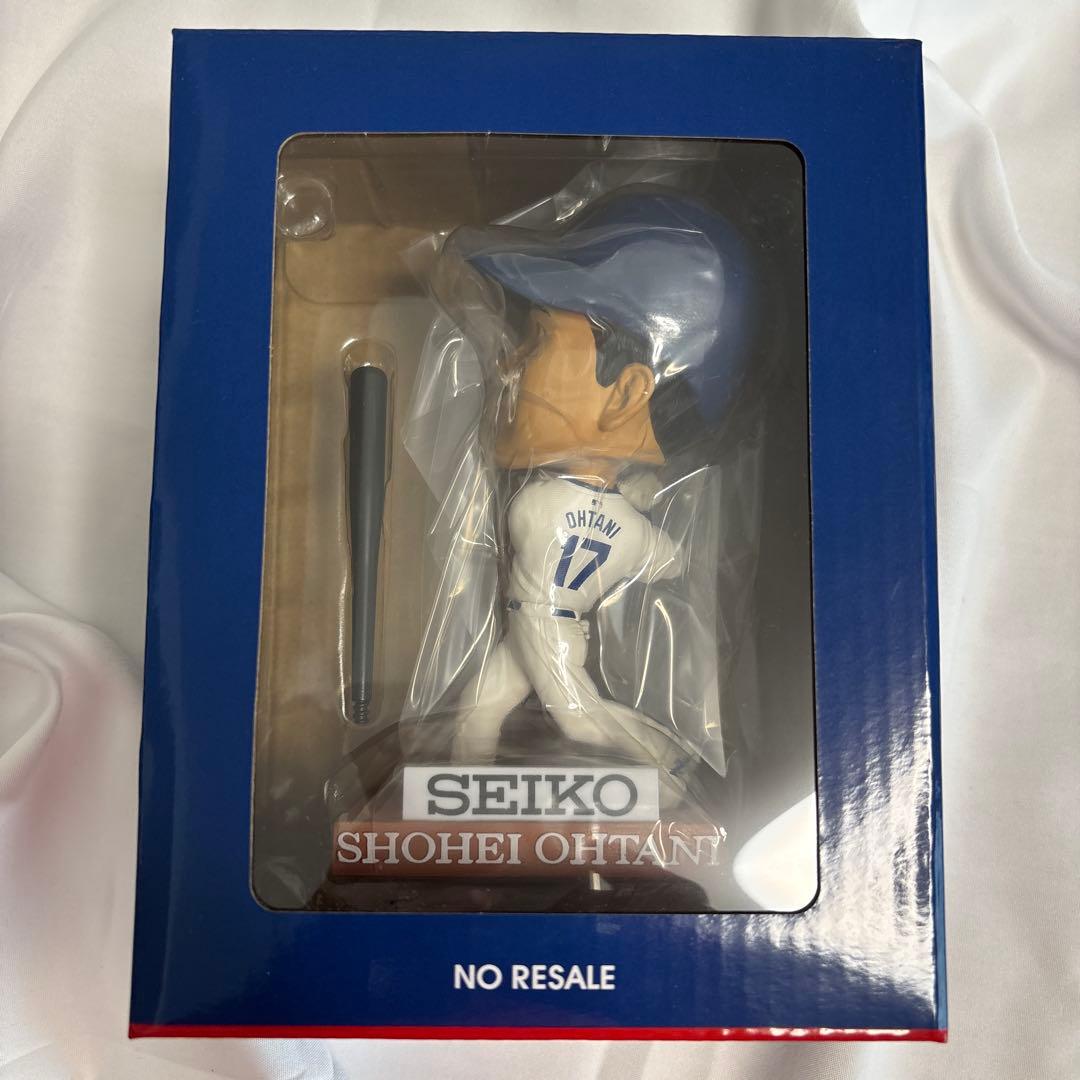 OHTANI
17
SEIKO
SHOHEI OHTANI
NO RESALE